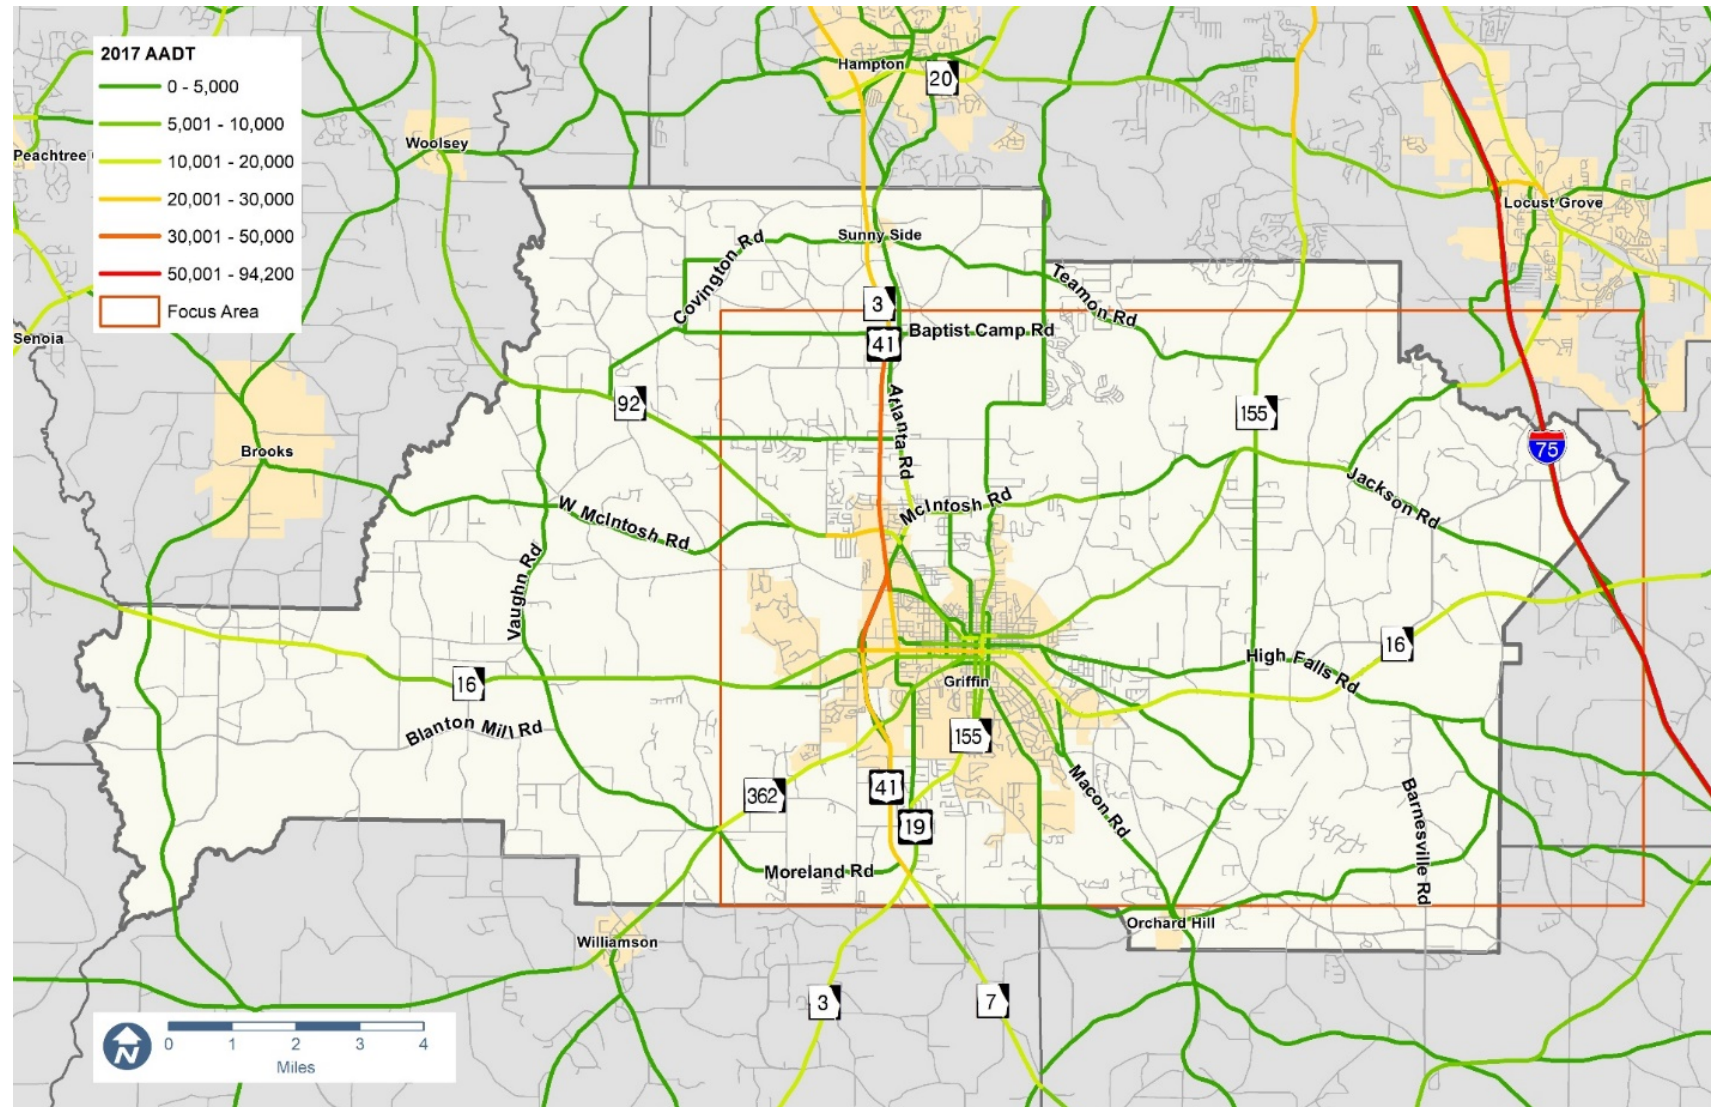 2017 AADT
0 - 5,000
5,001 - 10,000
10,001 - 20,000
20,001 - 30,000
30,001 - 50,000
50,001 - 94,200
Focus Area
Hampton
20
Woolsey
Peachtree
Locust Grove
Sunny Side
Covington Rd
Teamon Rd
3
Baptist Camp Rd
41
Senoia
92
Atlanta Rd
155
75
Brooks
Jackson Rd
McIntosh Rd
W McIntosh Rd
Vaughn Rd
16
High Falls Rd
16
Griffin
Blanton Mill Rd
155
362
41
19
Macon Rd
Barnesville Rd
Moreland Rd
Orchard Hill
Williamson
3
7
N
0 1 2 3 4
Miles